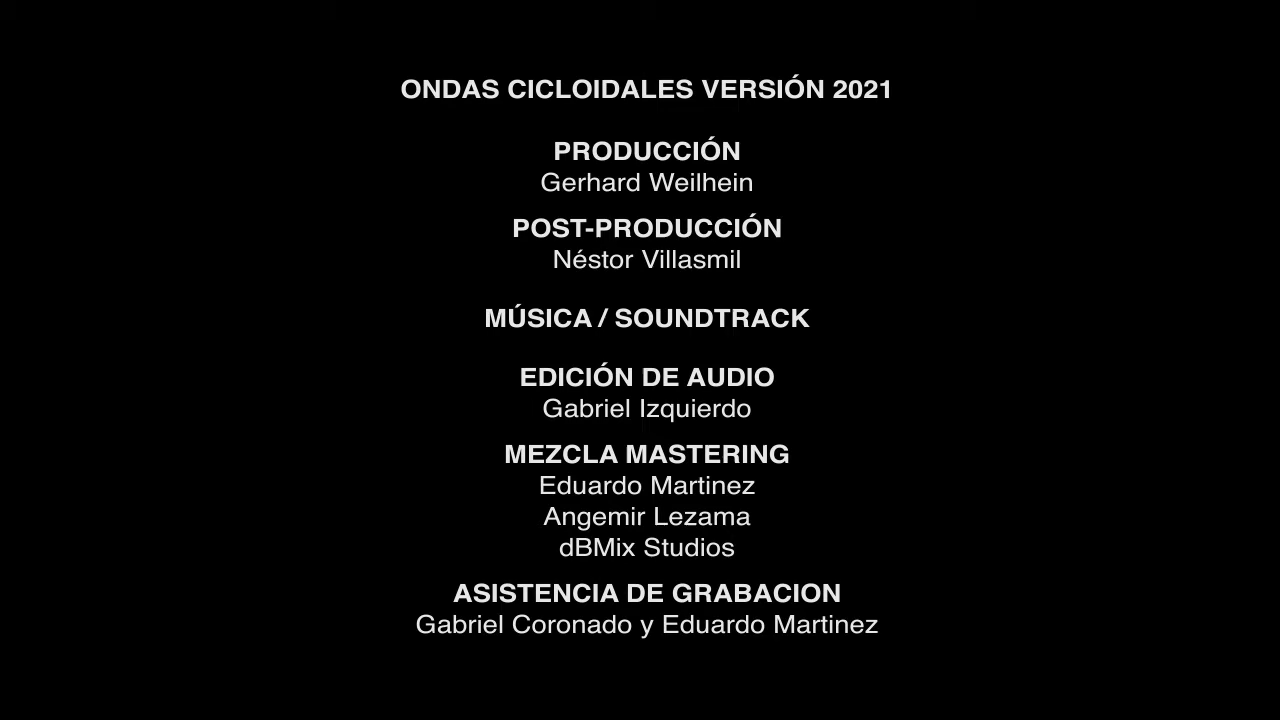 ONDAS CICLOIDALES VERSIÓN 2021
PRODUCCIÓN
Gerhard Weilhein
POST-PRODUCCIÓN
Néstor Villasmil
MÚSICA / SOUNDTRACK
EDICIÓN DE AUDIO
Gabriel Izquierdo
MEZCLA MASTERING
Eduardo Martinez
Angemir Lezama
dBMix Studios
ASISTENCIA DE GRABACION
Gabriel Coronado y Eduardo Martinez